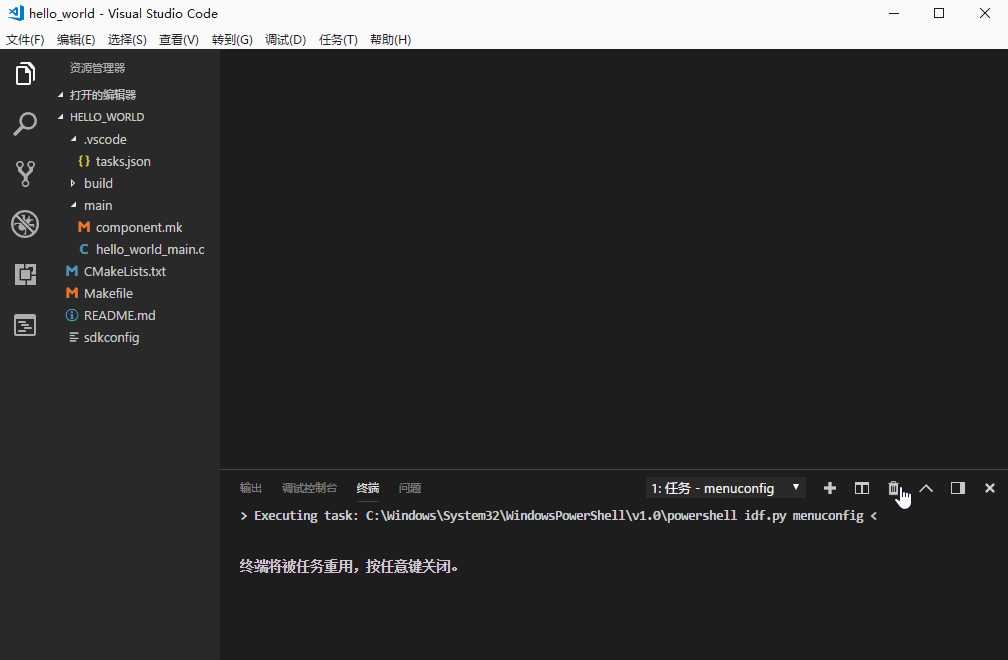 hello_world - Visual Studio Code
文件(F) 编辑(E) 选择(S) 查看(V) 转到(G) 调试(D) 任务(T) 帮助(H)
资源管理器
打开的编辑器
HELLO_WORLD
.vscode
{} tasks.json
build
main
M component.mk
C hello_world_main.c
M CMakeLists.txt
M Makefile
README.md
sdkconfig
输出 调试控制台 终端 问题 1: 任务 - menuconfig
> Executing task: C:\Windows\System32\WindowsPowerShell\v1.0\powershell idf.py menuconfig <
终端将被任务重用，按任意键关闭。